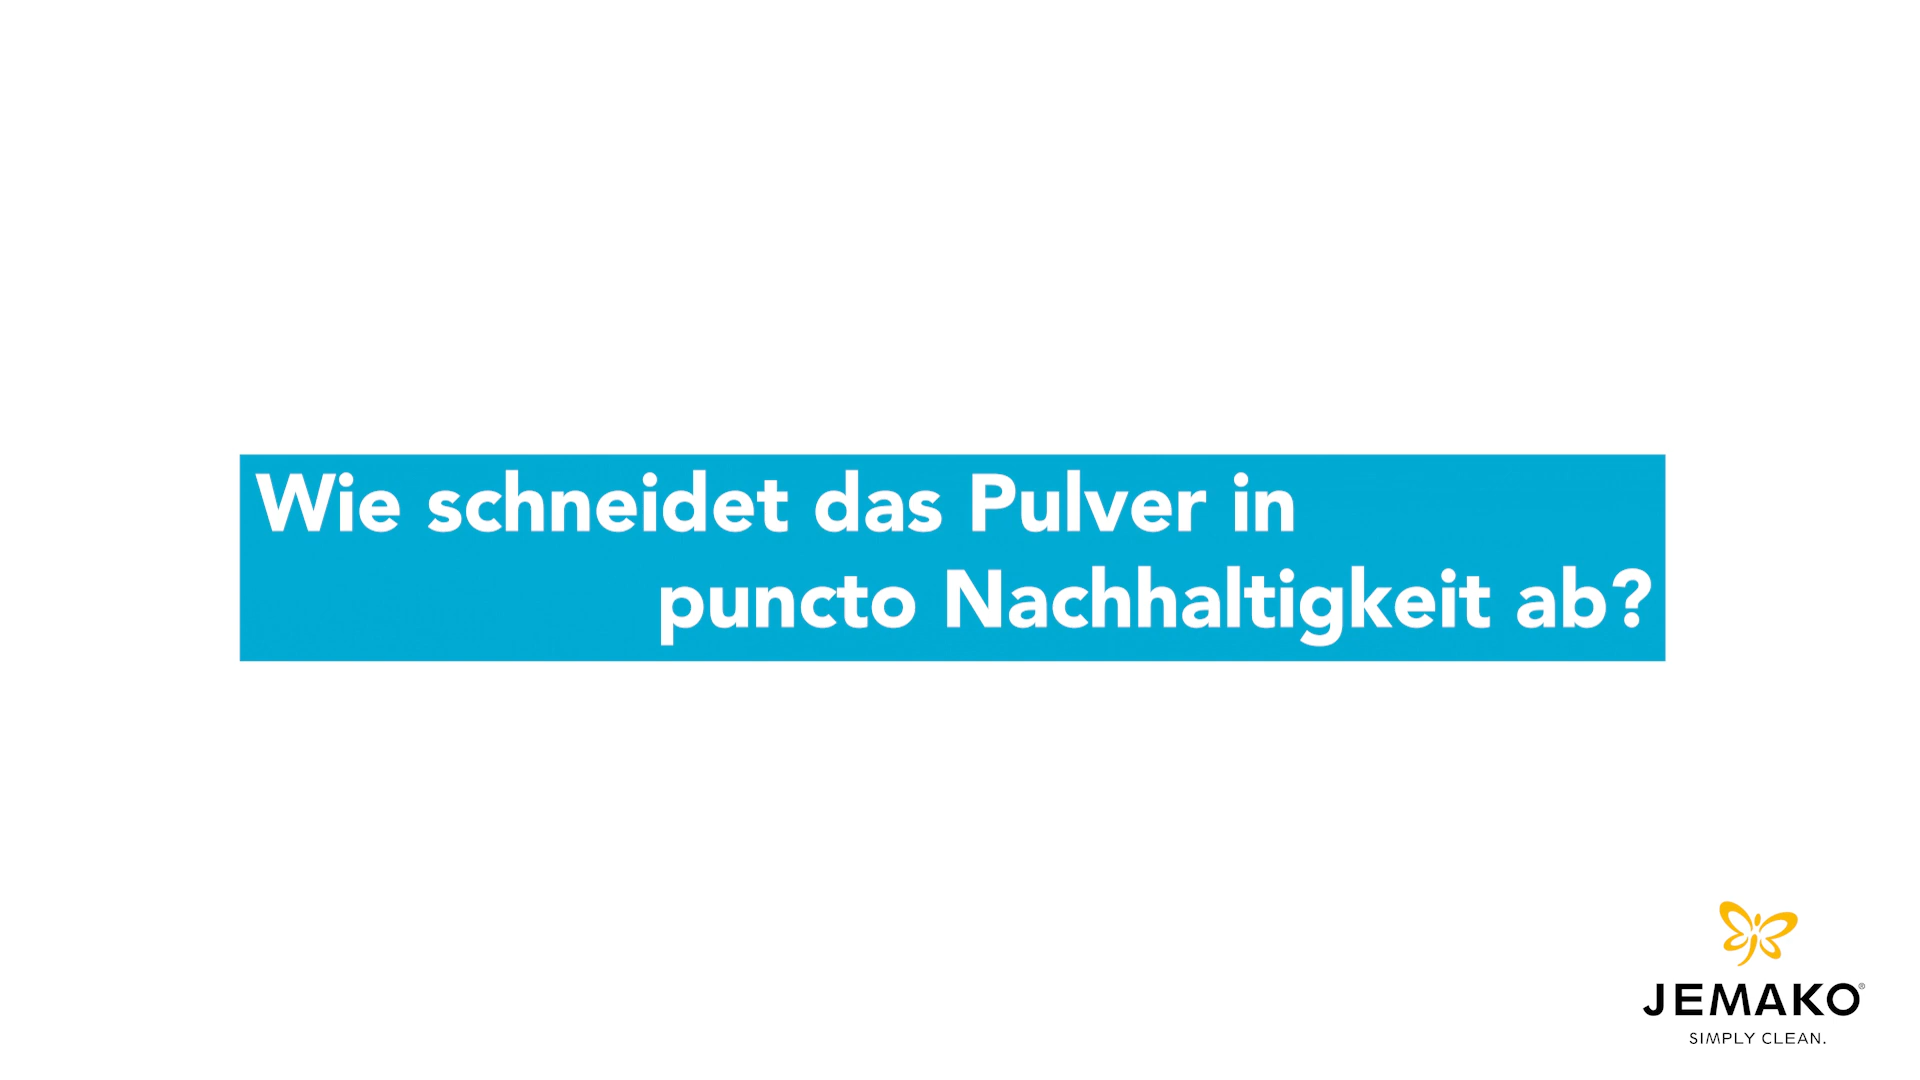 Wie schneidet das Pulver in
puncto Nachhaltigkeit ab?
JEMAKO®
SIMPLY CLEAN.